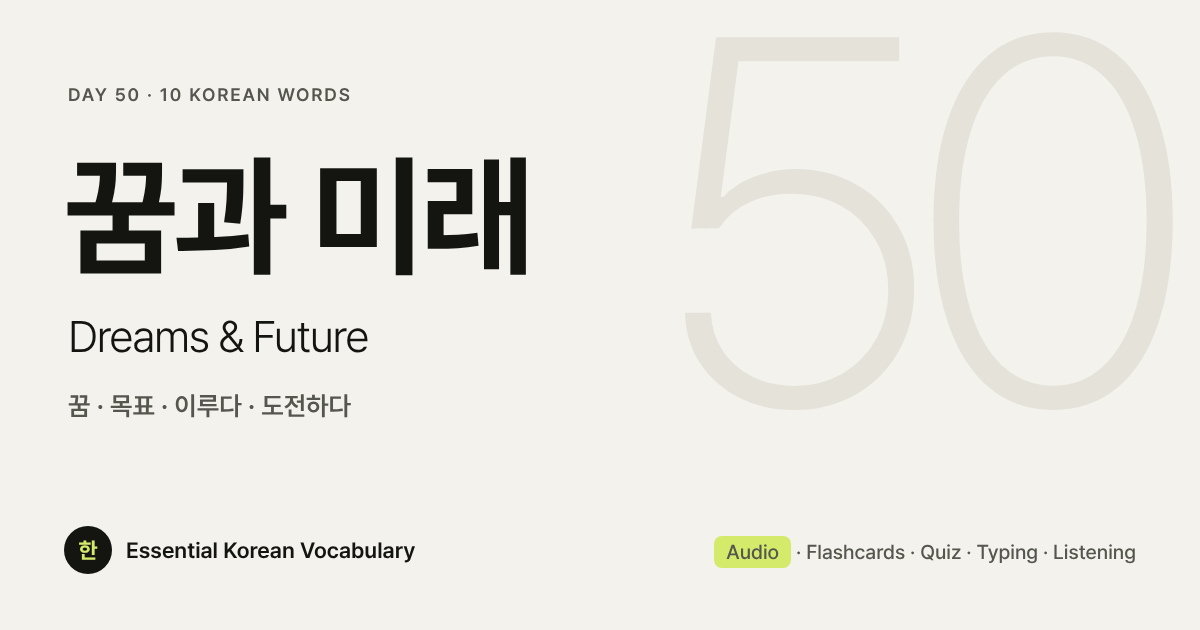 DAY 50 · 10 KOREAN WORDS
50
꿈과 미래
Dreams & Future
꿈 · 목표 · 이루다 · 도전하다
한 Essential Korean Vocabulary
Audio · Flashcards · Quiz · Typing · Listening